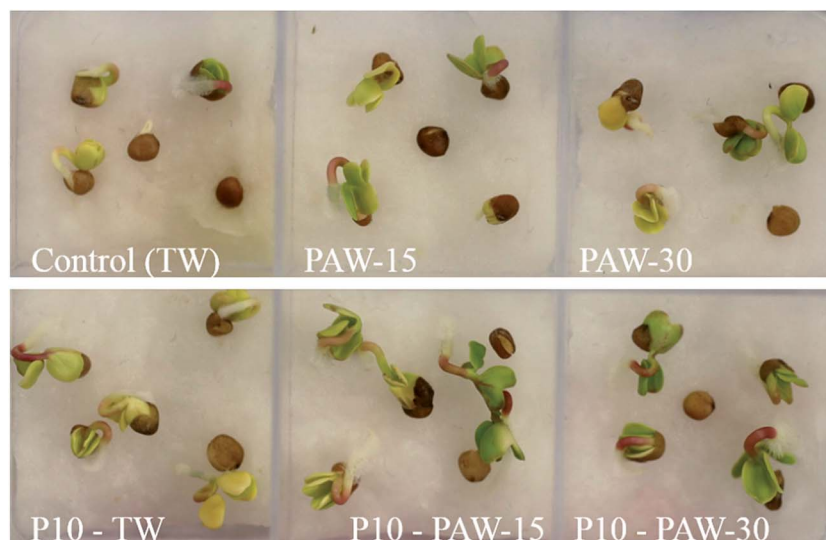 Control (TW)
PAW-15
PAW-30
P10 - TW
P10 - PAW-15
P10 - PAW-30